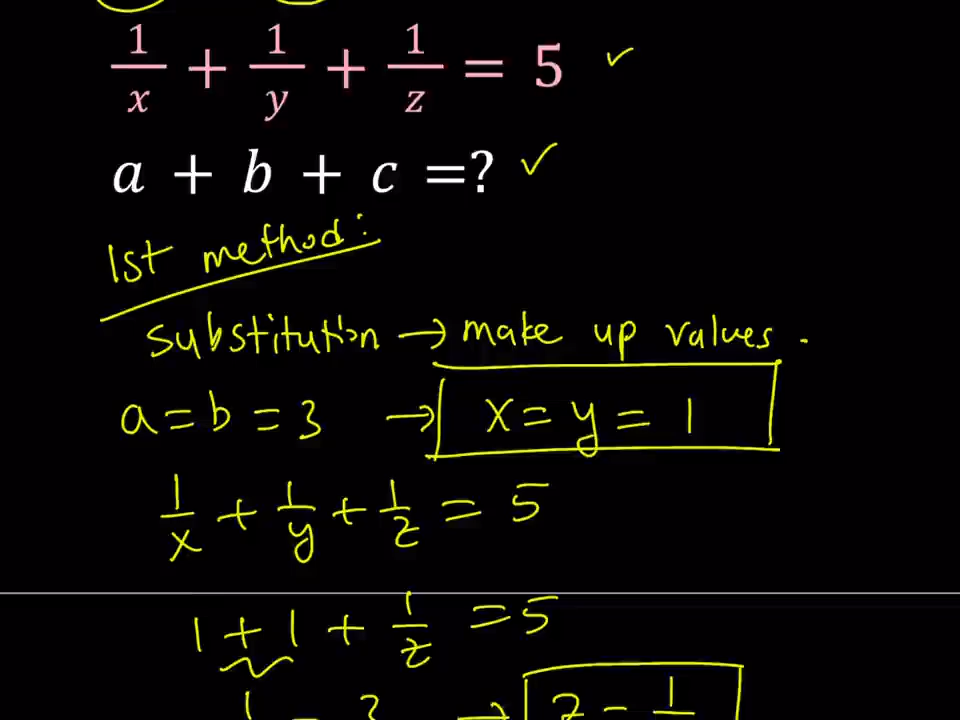 1/x + 1/y + 1/z = 5 ✓
a + b + c =? ✓
1st method:
Substitution → make up values.
a = b = 3 → x = y = 1
1/x + 1/y + 1/z = 5
1 + 1 + 1/z = 5